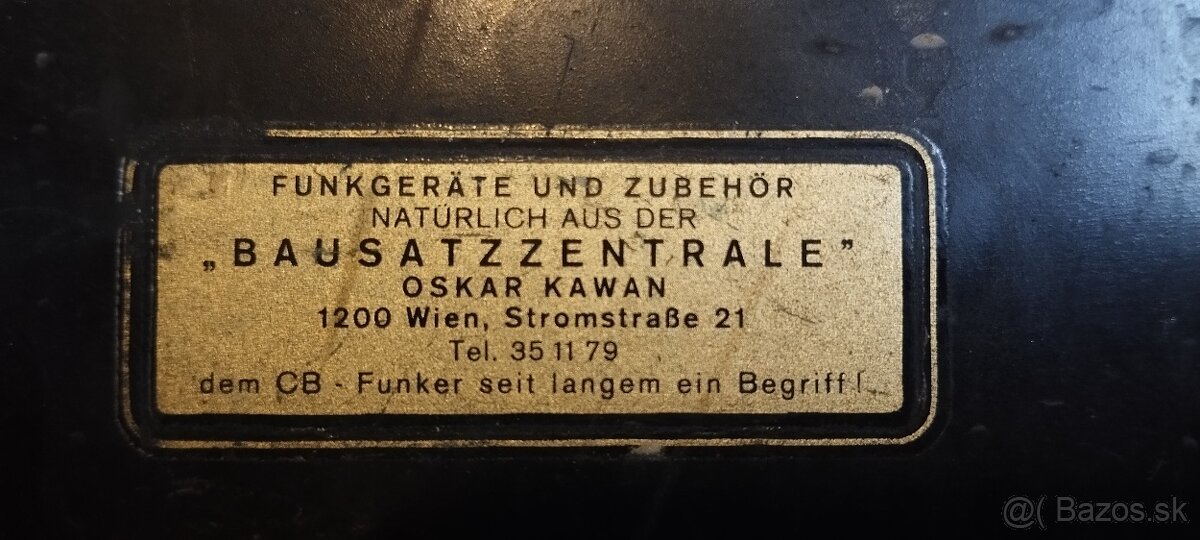 FUNKGERÄTE UND ZUBEHÖR
NATÜRLICH AUS DER
„BAUSATZZENTRALE”
OSKAR KAWAN
1200 Wien, Stromstraße 21
Tel. 35 11 79
dem CB - Funker seit langem ein Begriff!
@( Bazos.sk